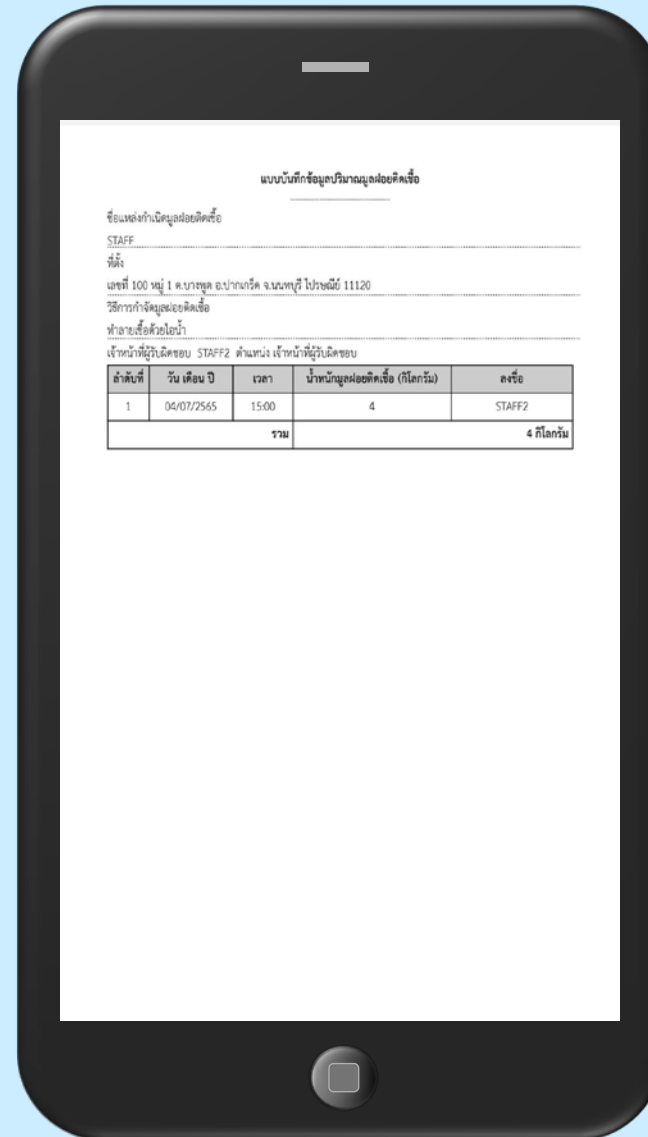 แบบบันทึกข้อมูลปริมาณมูลฝอยติดเชื้อ
ชื่อแหล่งกำเนิดมูลฝอยติดเชื้อ
STAFF
ที่ตั้ง
เลขที่ 100 หมู่ 1 ต.บางพูด อ.ปากเกร็ด จ.นนทบุรี ไปรษณีย์ 11120
วิธีการกำจัดมูลฝอยติดเชื้อ
ทำลายเชื้อด้วยไอน้ำ
เจ้าหน้าที่ผู้รับผิดชอบ STAFF2 ตำแหน่ง เจ้าหน้าที่ผู้รับผิดชอบ
ลำดับที่ วัน เดือน ปี เวลา น้ำหนักมูลฝอยติดเชื้อ (กิโลกรัม) ลงชื่อ
1 04/07/2565 15:00 4 STAFF2
รวม 4 กิโลกรัม